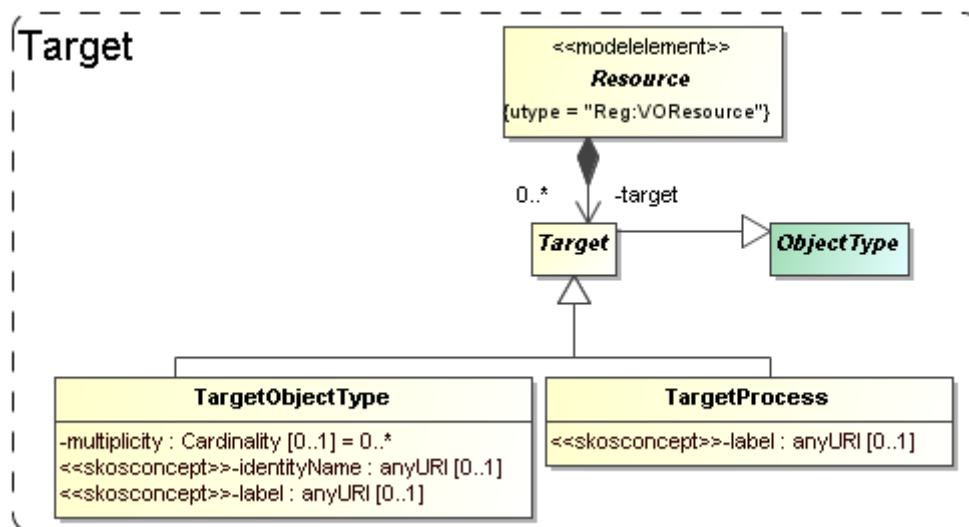 Target
<<modelelement>>
Resource
{utype = "Reg:VOResource"}
0..* -target
Target
ObjectType
TargetObjectType
-multiplicity : Cardinality [0..1] = 0..*
<<skosconcept>>-identityName : anyURI [0..1]
<<skosconcept>>-label : anyURI [0..1]
TargetProcess
<<skosconcept>>-label : anyURI [0..1]